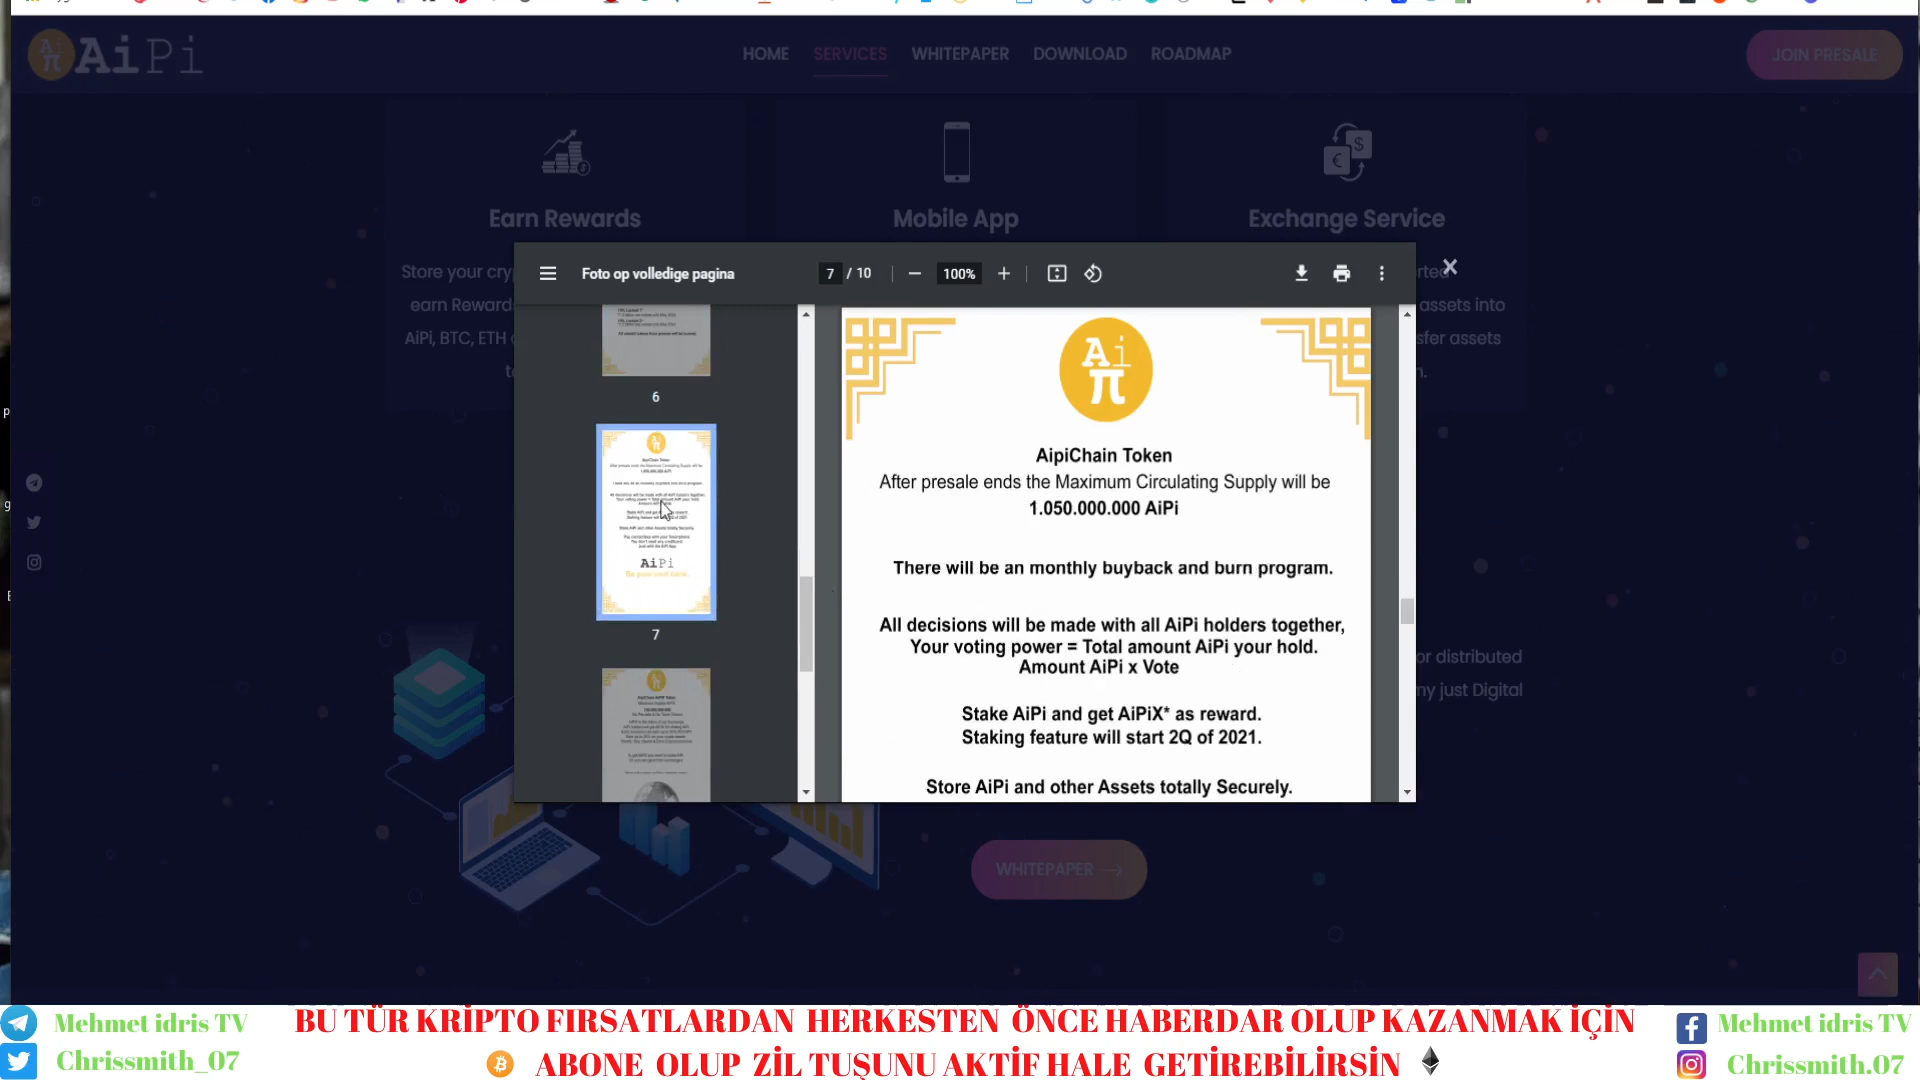 AiPi
HOME
SERVICES
WHITEPAPER
DOWNLOAD
ROADMAP
JOIN PRESALE
Earn Rewards
Mobile App
Exchange Service
Store your cry
earn Reward
AiPi, BTC, ETH
assets into
sfer assets
Foto op volledige pagina
7 / 10
100%
6
7
Ai
π
AipiChain Token
After presale ends the Maximum Circulating Supply will be
1.050.000.000 AiPi
There will be an monthly buyback and burn program.
All decisions will be made with all AiPi holders together,
Your voting power = Total amount AiPi your hold.
Amount AiPi x Vote
Stake AiPi and get AiPiX* as reward.
Staking feature will start 2Q of 2021.
Store AiPi and other Assets totally Securely.
AiPi
Be your own bank.
or distributed
ny just Digital
WHITEPAPER →
Mehmet idris TV
BU TÜR KRİPTO FIRSATLARDAN HERKESTEN ÖNCE HABERDAR OLUP KAZANMAK İÇİN
Mehmet idris TV
Chrissmith_07
ABONE OLUP ZİL TUŞUNU AKTİF HALE GETİREBİLİRSİN
Chrissmith.07